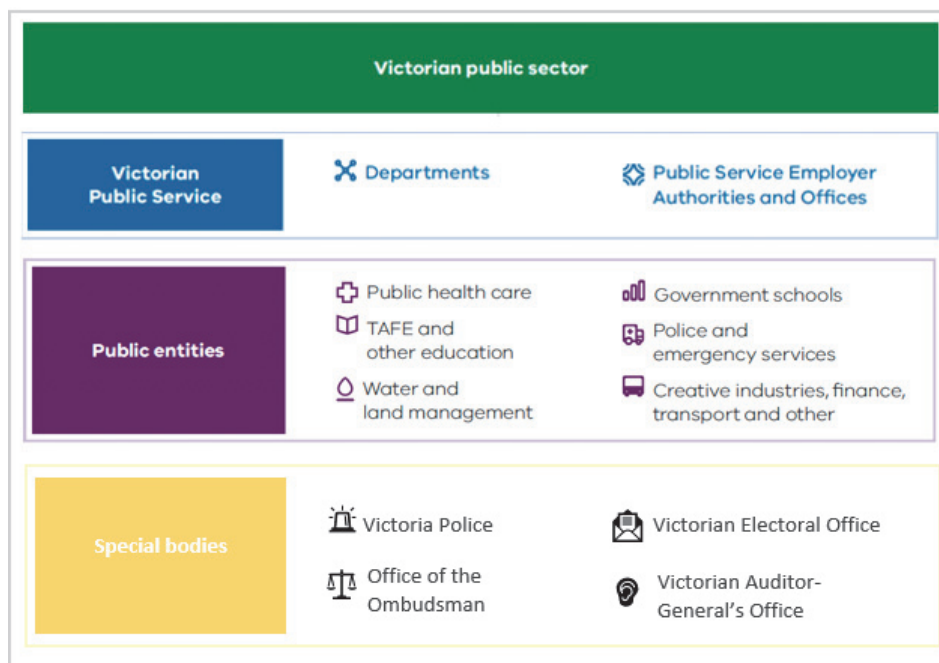 Victorian public sector
Victorian
Public Service
Departments
Public Service Employer
Authorities and Offices
Public entities
Public health care
TAFE and
other education
Water and
land management
Government schools
Police and
emergency services
Creative industries, finance,
transport and other
Special bodies
Victoria Police
Office of the
Ombudsman
Victorian Electoral Office
Victorian Auditor-
General's Office